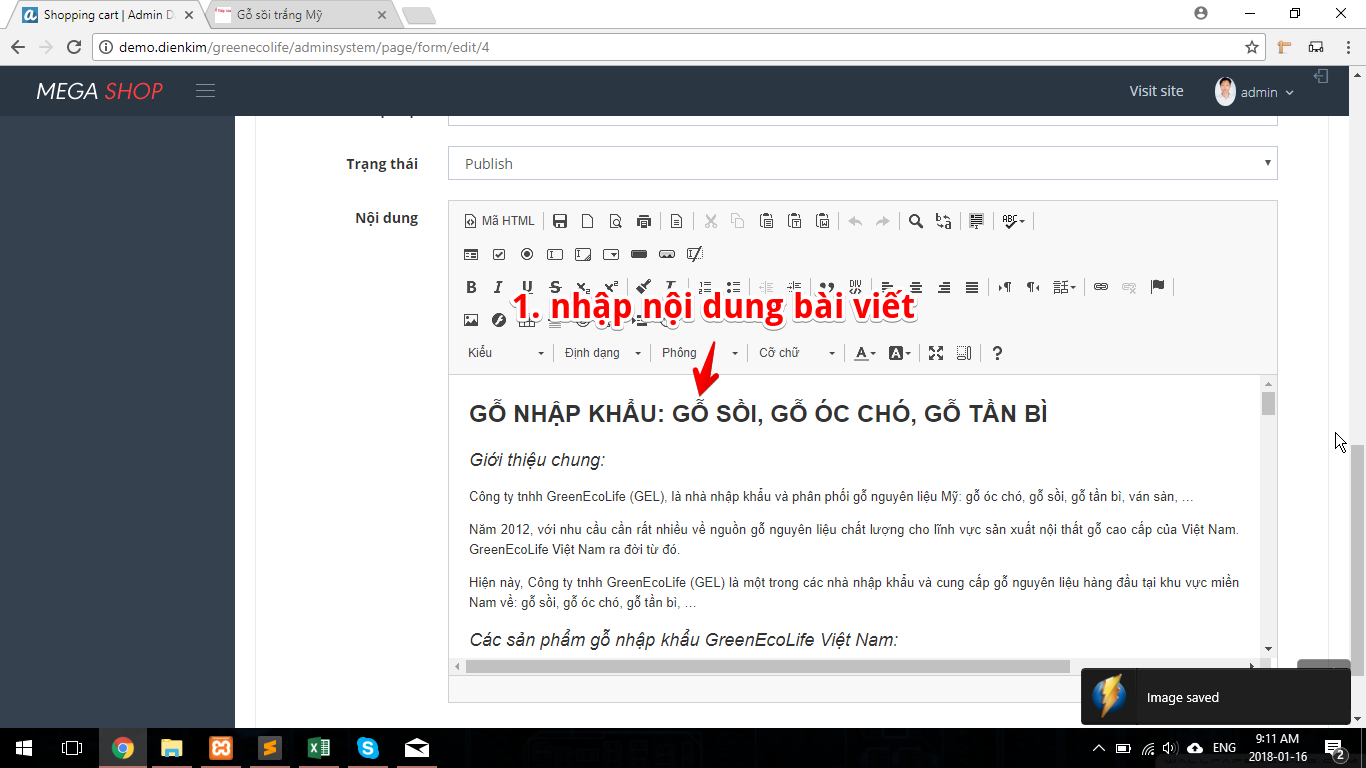 Shopping cart | Admin D
Gỗ sồi trắng Mỹ
demo.dienkim/greenecolife/adminsystem/page/form/edit/4
MEGA SHOP
Visit site
admin
Trạng thái
Publish
Nội dung
Mã HTML
ABC
B I U S x₂ x² T
DIV
1. nhập nội dung bài viết
Kiểu
Định dạng
Phông
Cỡ chữ
A
A
?
GỖ NHẬP KHẨU: GỖ SỒI, GỖ ÓC CHÓ, GỖ TẦN BÌ
Giới thiệu chung:
Công ty tnhh GreenEcoLife (GEL), là nhà nhập khẩu và phân phối gỗ nguyên liệu Mỹ: gỗ óc chó, gỗ sồi, gỗ tần bì, ván sàn, …
Năm 2012, với nhu cầu cần rất nhiều về nguồn gỗ nguyên liệu chất lượng cho lĩnh vực sản xuất nội thất gỗ cao cấp của Việt Nam.
GreenEcoLife Việt Nam ra đời từ đó.
Hiện này, Công ty tnhh GreenEcoLife (GEL) là một trong các nhà nhập khẩu và cung cấp gỗ nguyên liệu hàng đầu tại khu vực miền
Nam về: gỗ sồi, gỗ óc chó, gỗ tần bì, …
Các sản phẩm gỗ nhập khẩu GreenEcoLife Việt Nam:
Image saved
ENG
9:11 AM
2018-01-16
2